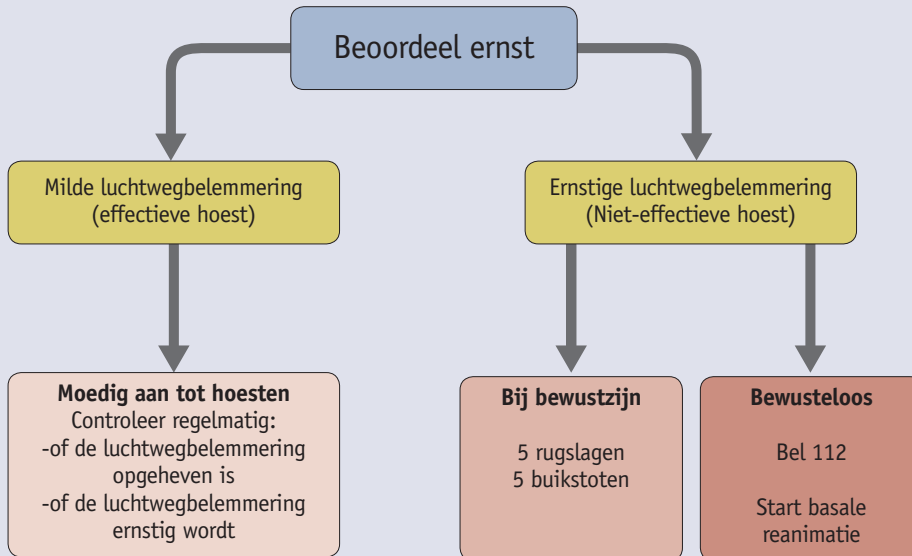 Beoordeel ernst
Milde luchtwegbelemmering
(effectieve hoest)
Ernstige luchtwegbelemmering
(Niet-effectieve hoest)
Moedig aan tot hoesten
Controleer regelmatig:
-of de luchtwegbelemmering
opgeheven is
-of de luchtwegbelemmering
ernstig wordt
Bij bewustzijn
5 rugslagen
5 buikstoten
Bewusteloos
Bel 112
Start basale
reanimatie